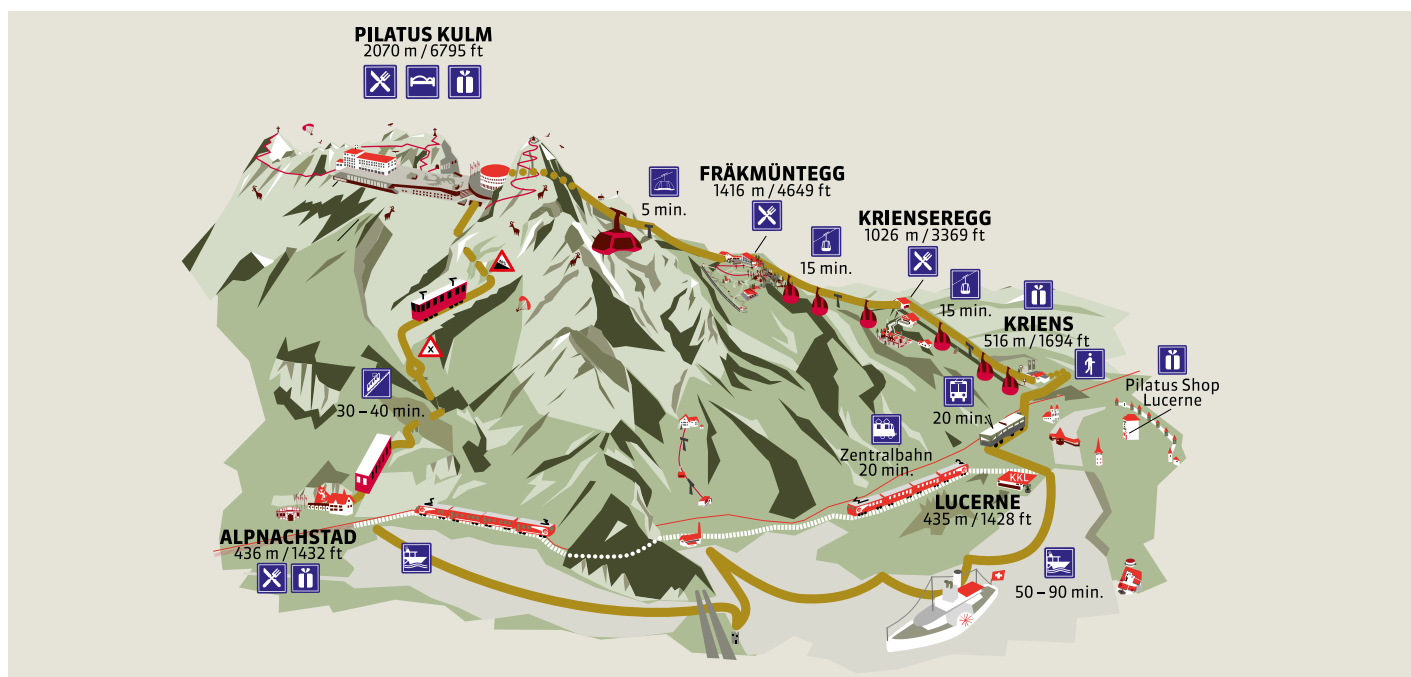 PILATUS KULM
2070 m / 6795 ft
FRÄKMÜNTEGG
1416 m / 4649 ft
5 min.
KRIENSEREGG
1026 m / 3369 ft
15 min.
15 min.
KRIENS
516 m / 1694 ft
Pilatus Shop
Lucerne
X
30 – 40 min.
20 min.
Zentralbahn
20 min.
KKL
LUCERNE
435 m / 1428 ft
ALPNACHSTAD
436 m / 1432 ft
50 – 90 min.